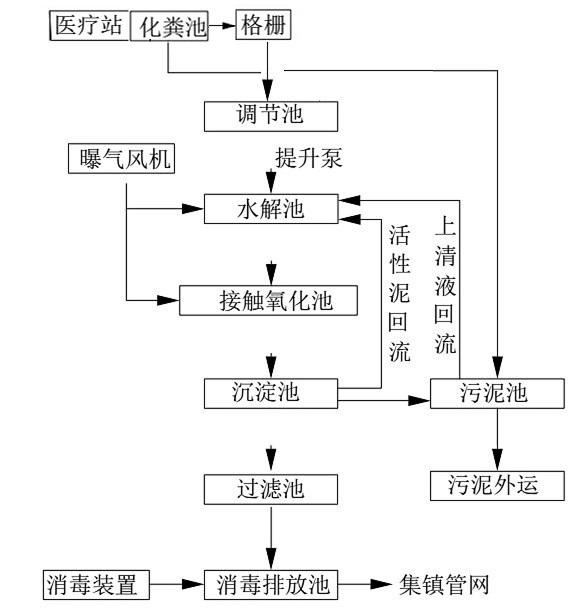 医疗站
化粪池
格栅
调节池
提升泵
曝气风机
水解池
活性泥回流
上清液回流
接触氧化池
沉淀池
污泥池
过滤池
污泥外运
消毒装置
消毒排放池
集镇管网